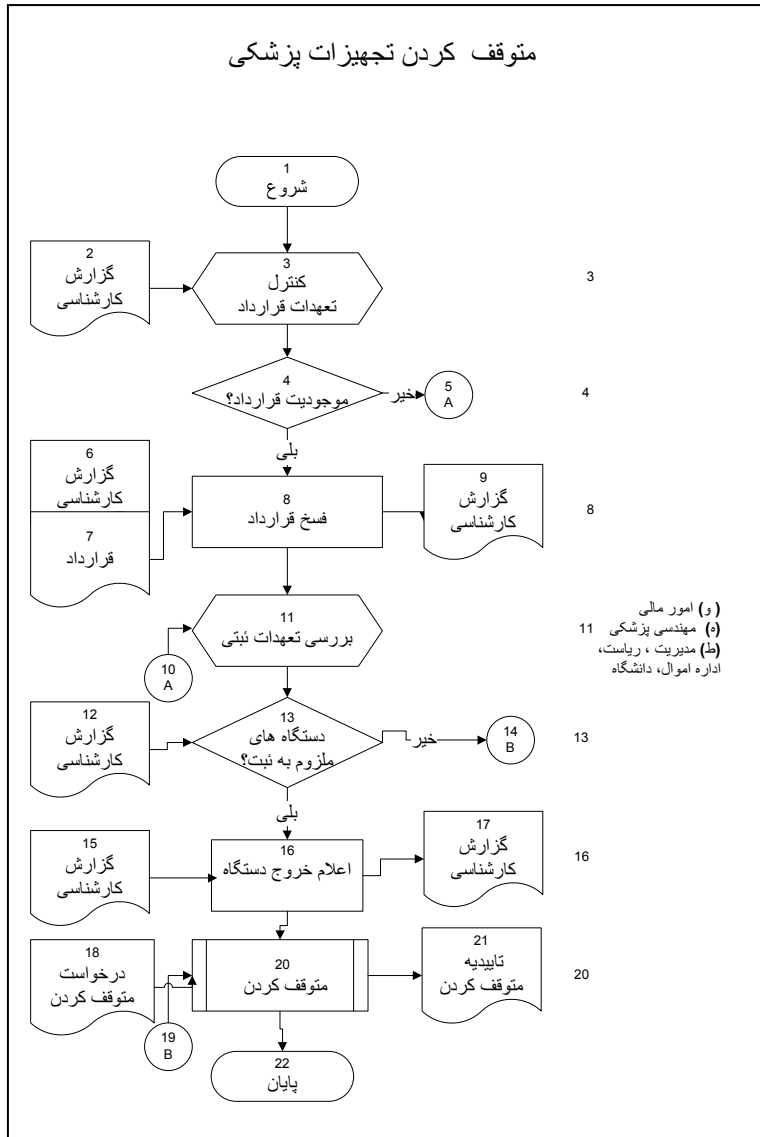 متوقف کردن تجهیزات پزشکی
1
شروع
2
گزارش
کارشناسی
3
کنترل
تعهدات قرارداد
3
4
موجودیت قرارداد؟
خیر
5
A
4
بلی
6
گزارش
کارشناسی
7
قرارداد
8
فسخ قرارداد
9
گزارش
کارشناسی
8
10
A
11
بررسی تعهدات ثبتی
11
( و) امور مالی
(ه) مهندسی پزشکی
(ط) مدیریت ، ریاست،
اداره اموال، دانشگاه
12
گزارش
کارشناسی
13
دستگاه های
ملزوم به ثبت؟
خیر
14
B
13
بلی
15
گزارش
کارشناسی
16
اعلام خروج دستگاه
17
گزارش
کارشناسی
16
18
درخواست
متوقف کردن
19
B
20
متوقف کردن
21
تاییدیه
متوقف کردن
20
22
پایان